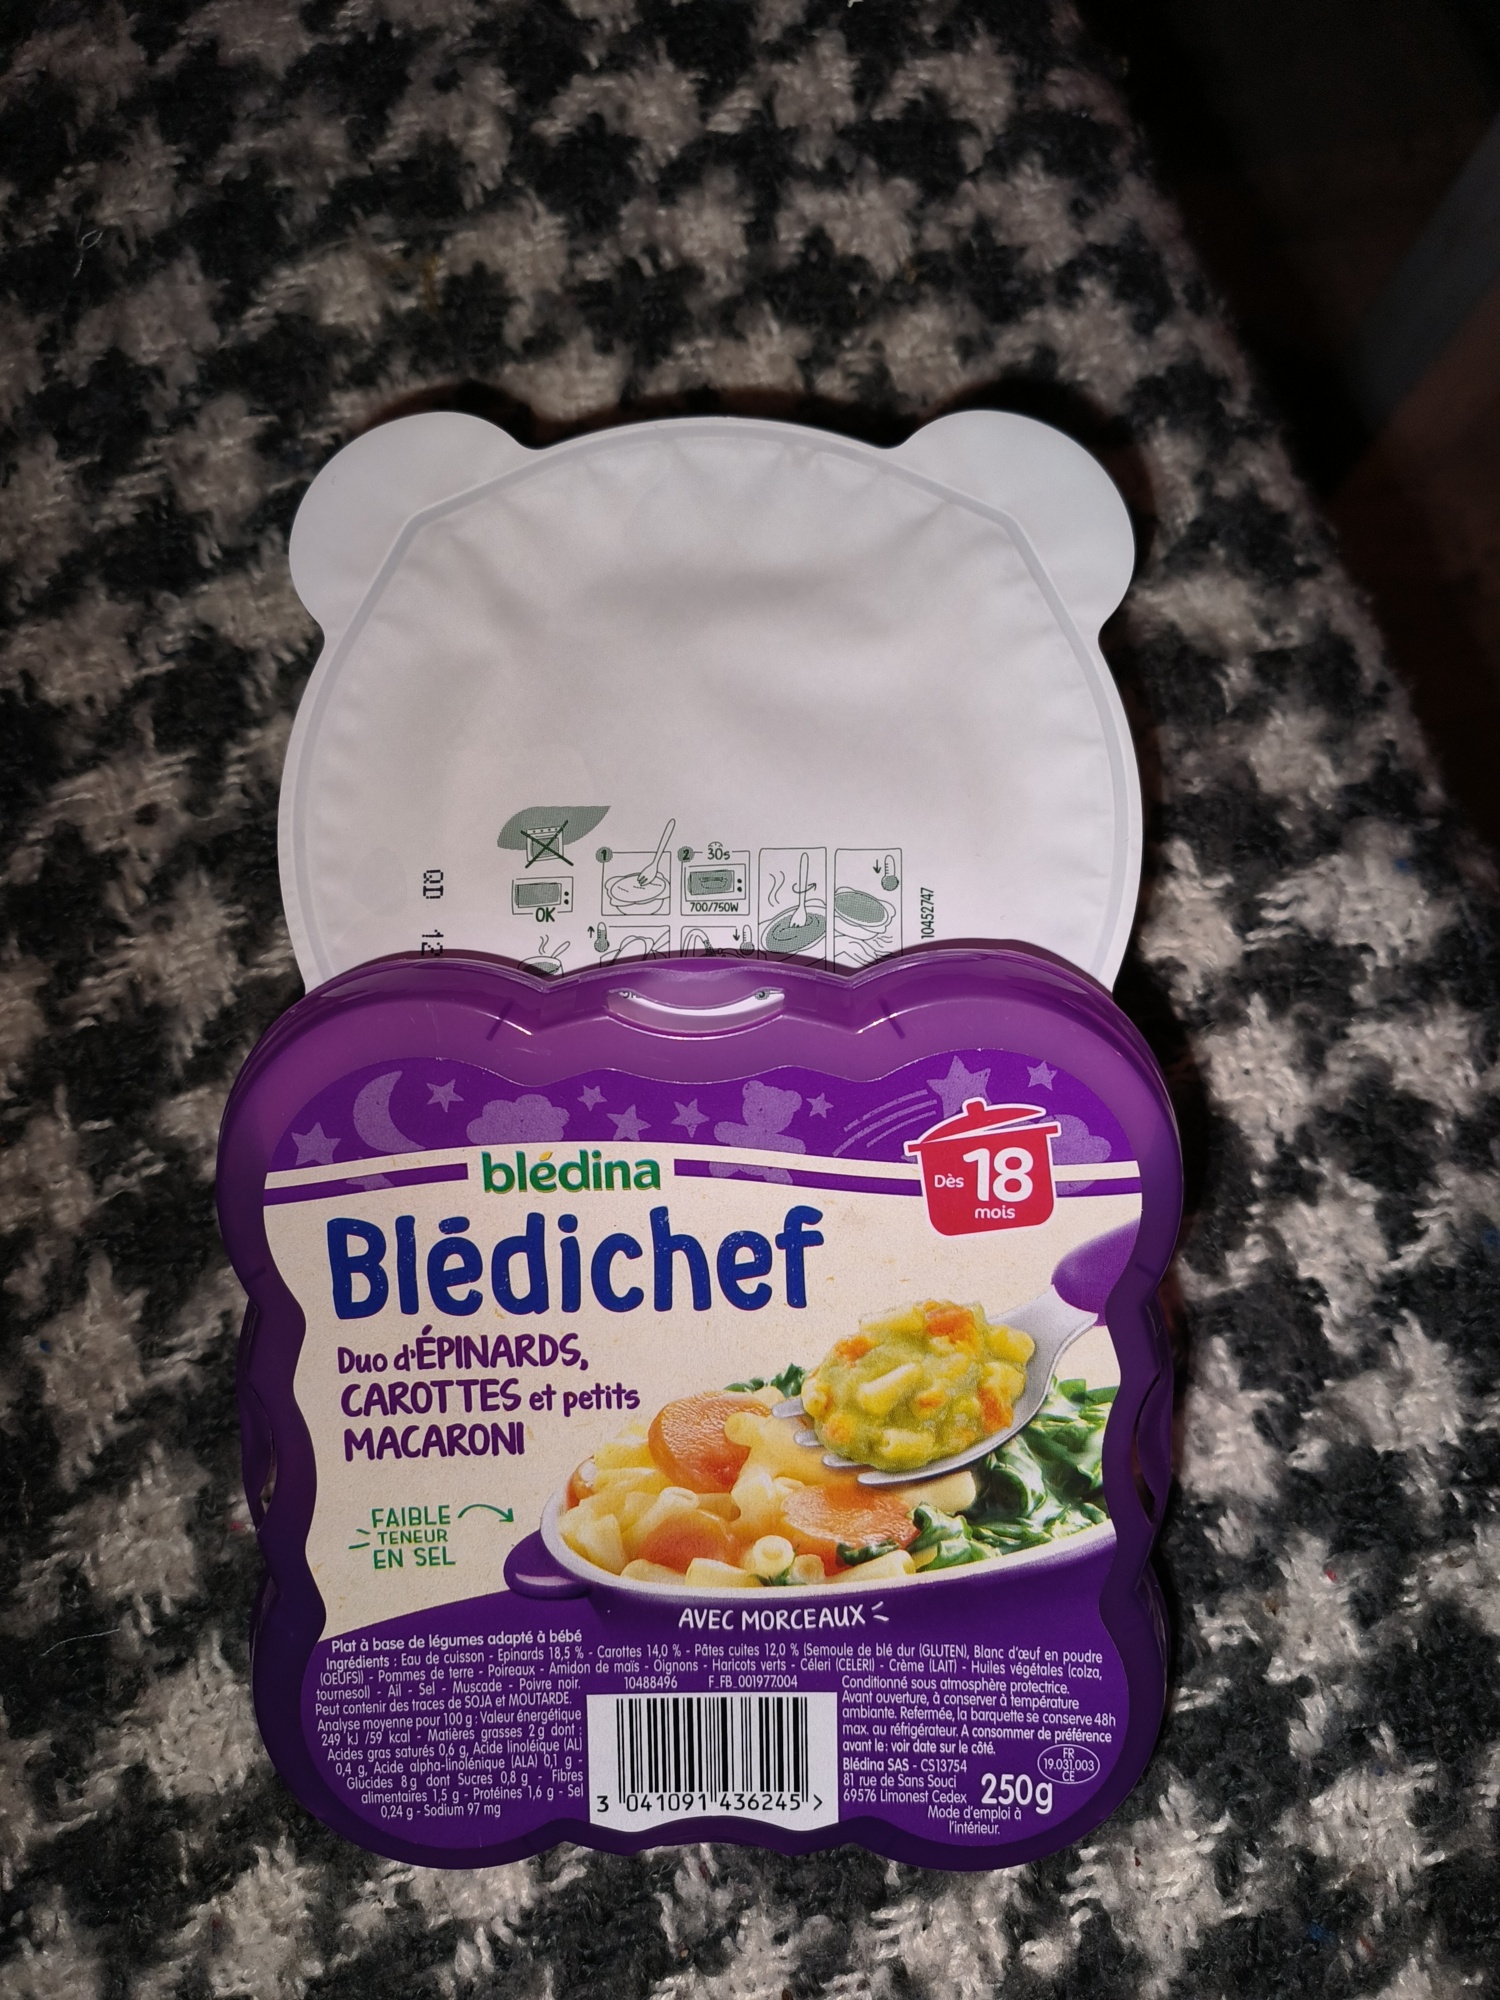 1
2 30s
OK
700/750W
QD 12
10452747
blédina
Dès 18 mois
Blédichef
Duo d'ÉPINARDS,
CAROTTES et petits
MACARONI
FAIBLE
TENEUR
EN SEL
AVEC MORCEAUX
Plat à base de légumes adapté à bébé
Ingrédients : Eau de cuisson - Epinards 18,5 % - Carottes 14,0 % - Pâtes cuites 12,0 % (Semoule de blé dur (GLUTEN), Blanc d'œuf en poudre
(OEUFS)) - Pommes de terre - Poireaux - Amidon de maïs - Oignons - Haricots verts - Céleri (CELERI) - Crème (LAIT) - Huiles végétales (colza,
tournesol) - Ail - Sel - Muscade - Poivre noir.
Peut contenir des traces de SOJA et MOUTARDE.
Analyse moyenne pour 100 g : Valeur énergétique
249 kJ /59 kcal - Matières grasses 2 g dont :
Acides gras saturés 0,6 g, Acide linoléique (AL)
0,4 g, Acide alpha-linolénique (ALA) 0,1 g -
Glucides 8 g dont Sucres 0,8 g - Fibres
alimentaires 1,5 g - Protéines 1,6 g - Sel
0,24 g - Sodium 97 mg
10488496 F_FB_001977.004
3 041091 436245 >
Conditionné sous atmosphère protectrice.
Avant ouverture, à conserver à température
ambiante. Refermée, la barquette se conserve 48h
max. au réfrigérateur. A consommer de préférence
avant le : voir date sur le côté.
Blédina SAS - CS13754
81 rue de Sans Souci
69576 Limonest Cedex
250g
FR
19.031.003
CE
Mode d'emploi à
l'intérieur.